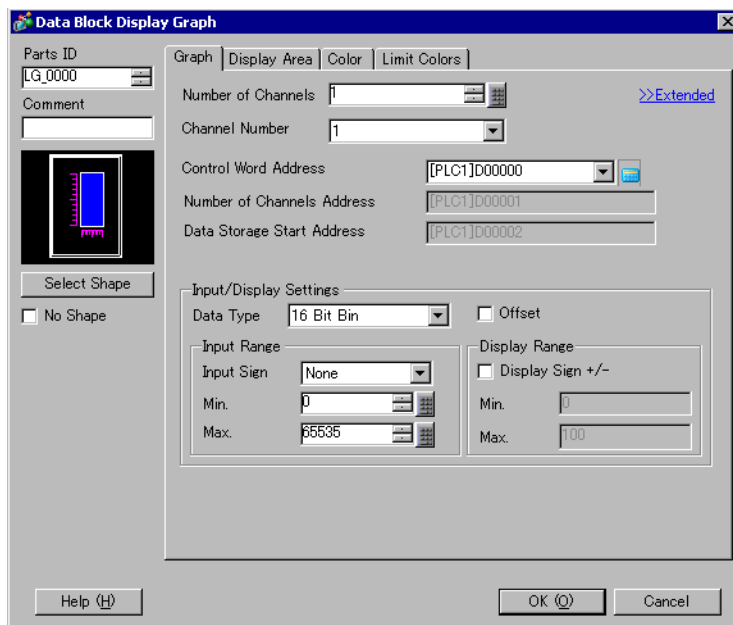 Data Block Display Graph
Parts ID
LG_0000
Comment
Select Shape
No Shape
Graph Display Area Color Limit Colors
Number of Channels 1 >>Extended
Channel Number 1
Control Word Address [PLC1]D00000
Number of Channels Address [PLC1]D00001
Data Storage Start Address [PLC1]D00002
Input/Display Settings
Data Type 16 Bit Bin Offset
Input Range Display Range
Input Sign None Display Sign +/-
Min. 0 Min. 0
Max. 65535 Max. 100
Help (H) OK (O) Cancel